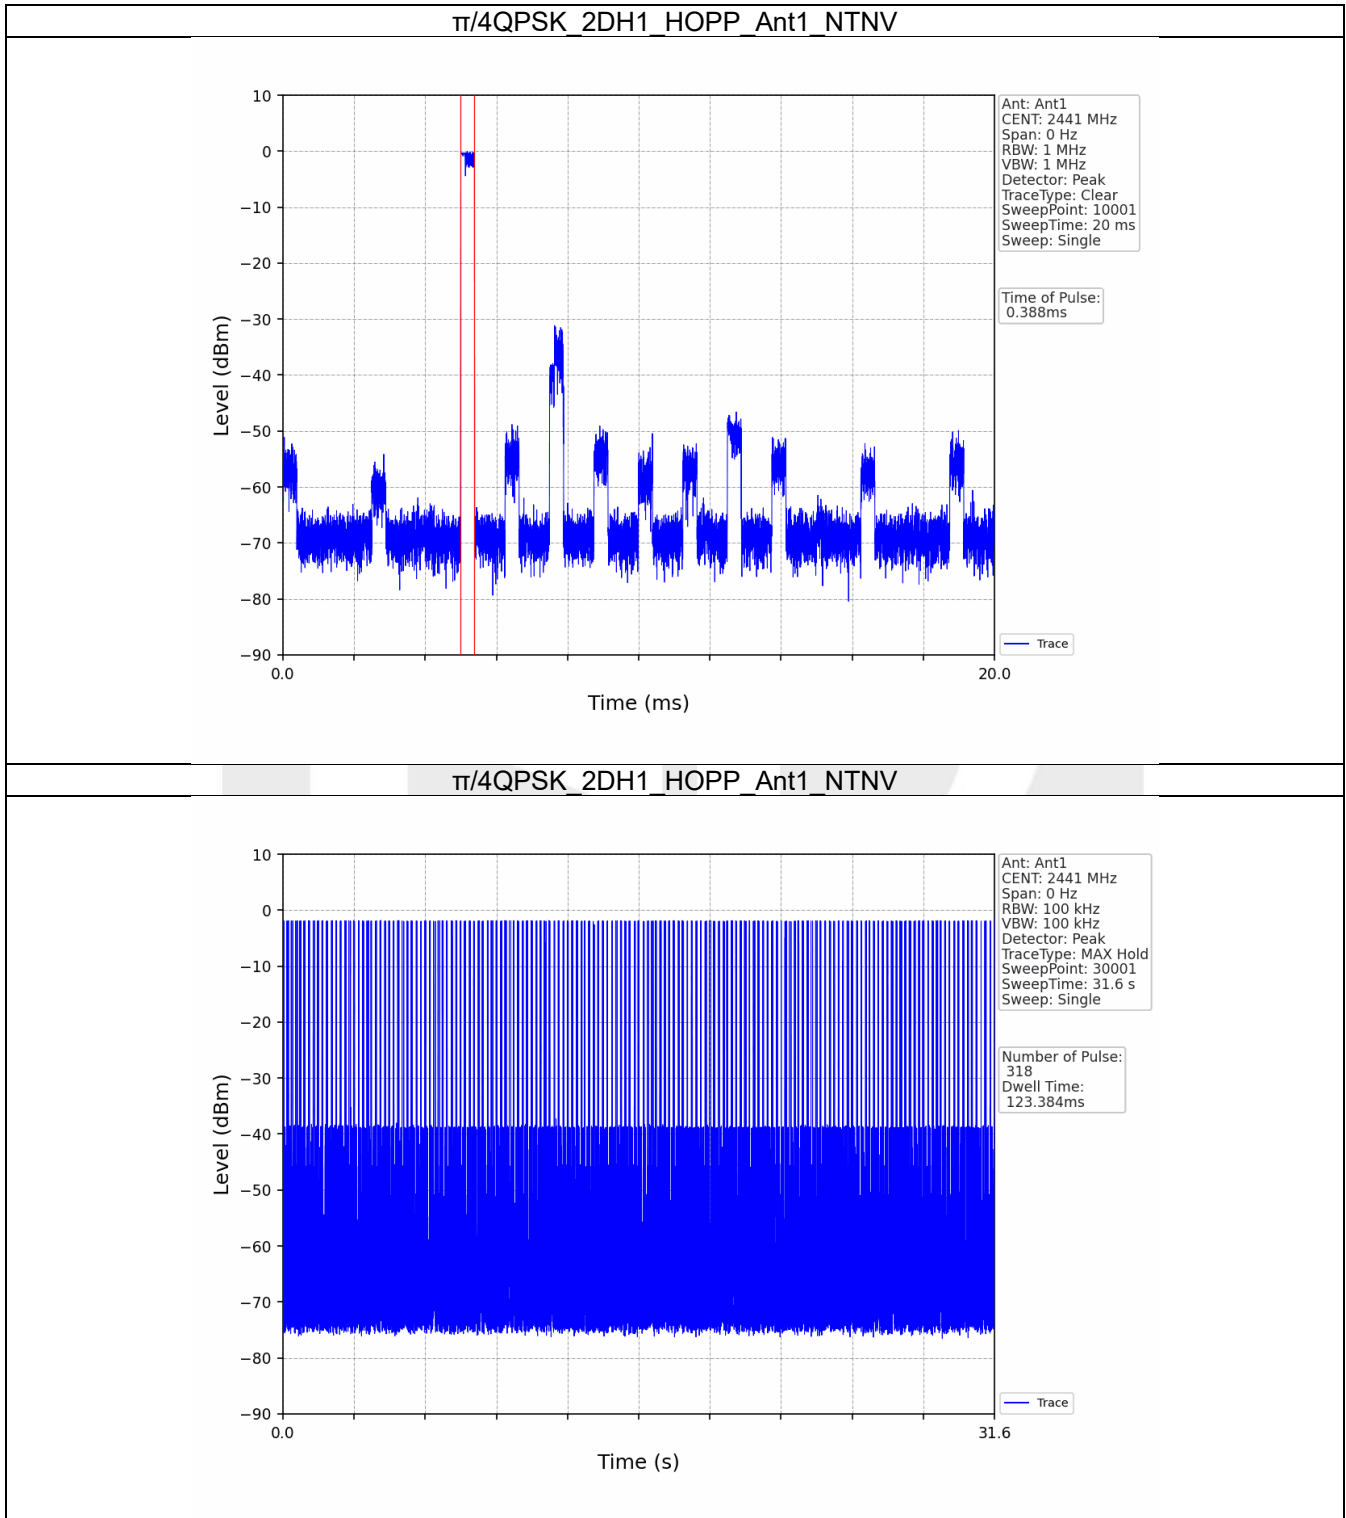 π/4QPSK_2DH1_HOPP_Ant1_NTNV
10
0
−10
−20
−30
−40
−50
−60
−70
−80
−90
Level (dBm)
0.0
20.0
Time (ms)
Ant: Ant1
CENT: 2441 MHz
Span: 0 Hz
RBW: 1 MHz
VBW: 1 MHz
Detector: Peak
TraceType: Clear
SweepPoint: 10001
SweepTime: 20 ms
Sweep: Single
Time of Pulse:
0.388ms
Trace
π/4QPSK_2DH1_HOPP_Ant1_NTNV
10
0
−10
−20
−30
−40
−50
−60
−70
−80
−90
Level (dBm)
0.0
31.6
Time (s)
Ant: Ant1
CENT: 2441 MHz
Span: 0 Hz
RBW: 100 kHz
VBW: 100 kHz
Detector: Peak
TraceType: MAX Hold
SweepPoint: 30001
SweepTime: 31.6 s
Sweep: Single
Number of Pulse:
318
Dwell Time:
123.384ms
Trace